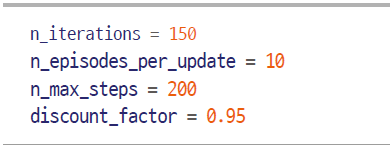 n_iterations = 150
n_episodes_per_update = 10
n_max_steps = 200
discount_factor = 0.95